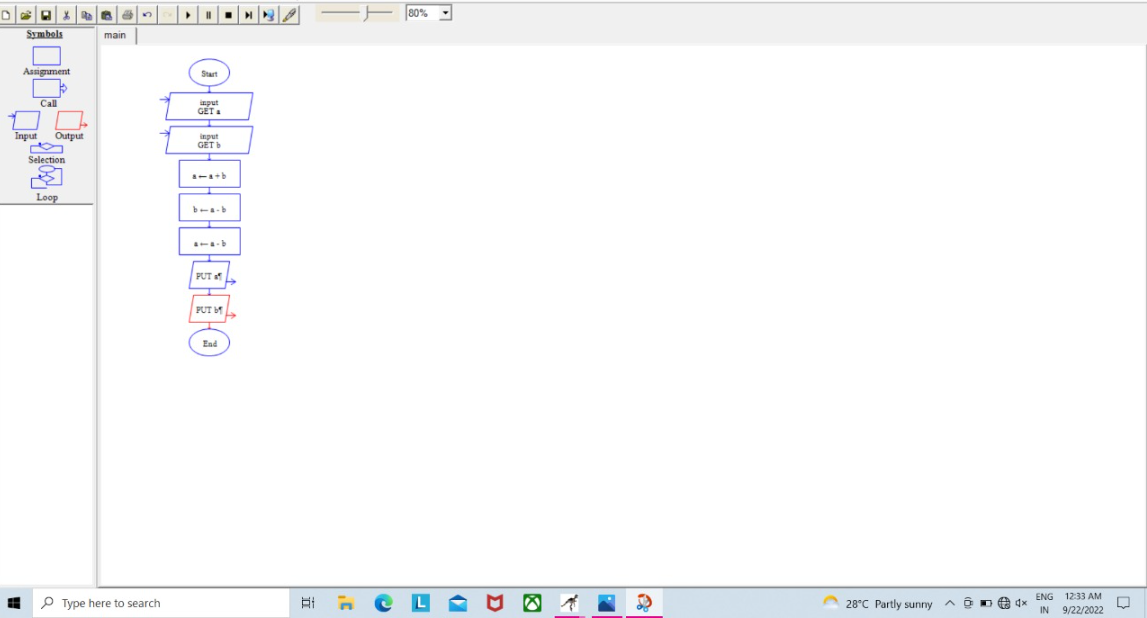 80%
Symbols
main
Assignment
Call
Input Output
Selection
Loop
Start
input
GET a
input
GET b
a ← a + b
b ← a - b
a ← a - b
PUT a¶
PUT b¶
End
Type here to search
28°C Partly sunny
ENG
IN
12:33 AM
9/22/2022